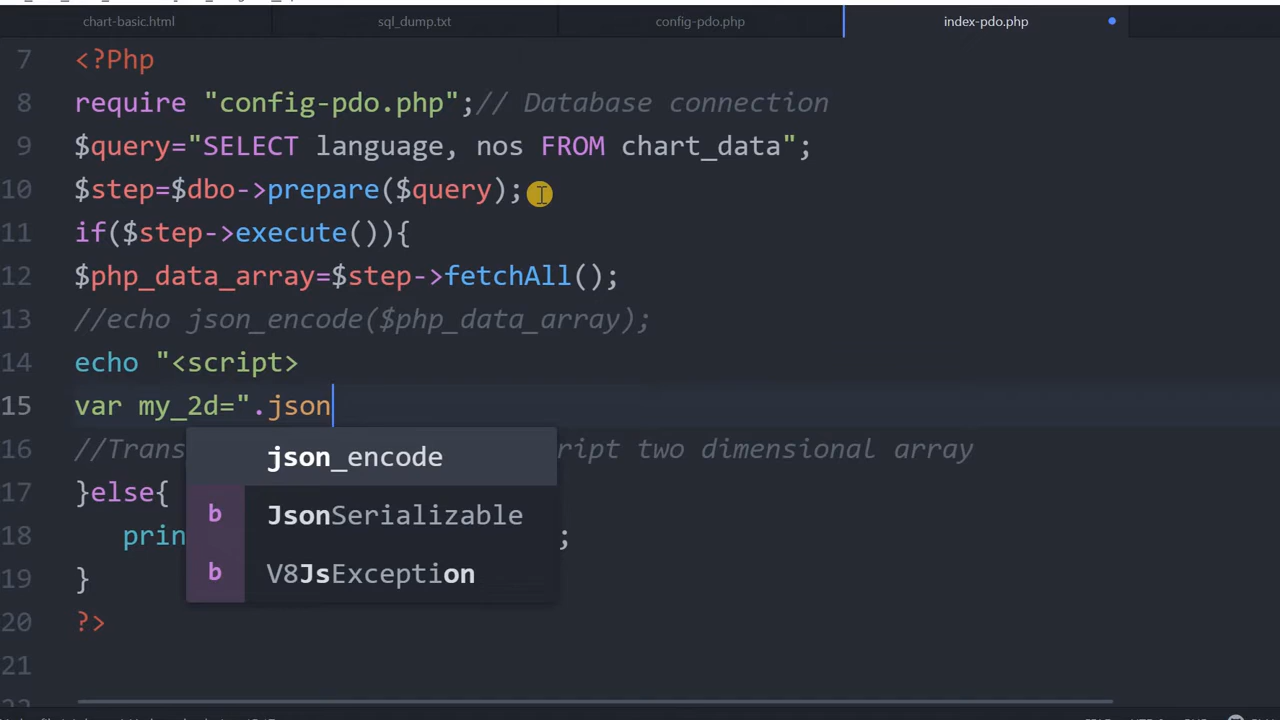 chart-basic.html sql_dump.txt config-pdo.php index-pdo.php
7 <?Php
8 require "config-pdo.php";// Database connection
9 $query="SELECT language, nos FROM chart_data";
10 $step=$dbo->prepare($query);
11 if($step->execute()){
12 $php_data_array=$step->fetchAll();
13 //echo json_encode($php_data_array);
14 echo "<script>
15 var my_2d=".json
16 //Trans ript two dimensional array
json_encode
17 }else{
JsonSerializable
18 prin ;
V8JsException
19 }
20 ?>
21